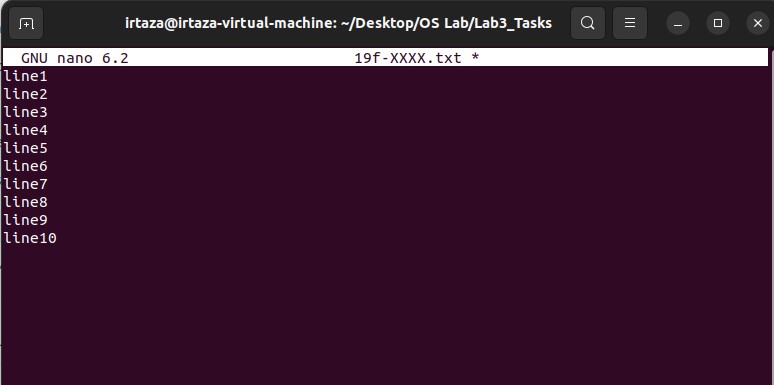 irtaza@irtaza-virtual-machine: ~/Desktop/OS Lab/Lab3_Tasks
GNU nano 6.2 19f-XXXX.txt *
line1
line2
line3
line4
line5
line6
line7
line8
line9
line10